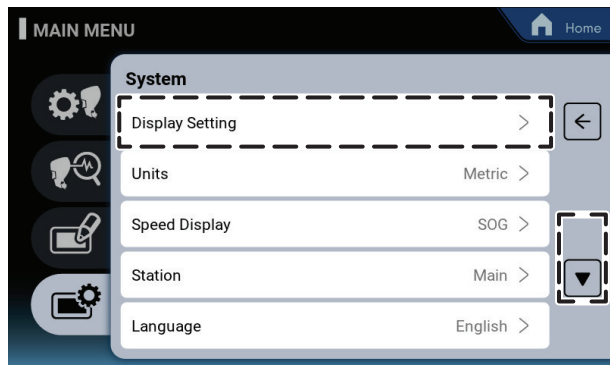 MAIN MENU
Home
System
Display Setting
Units Metric
Speed Display SOG
Station Main
Language English